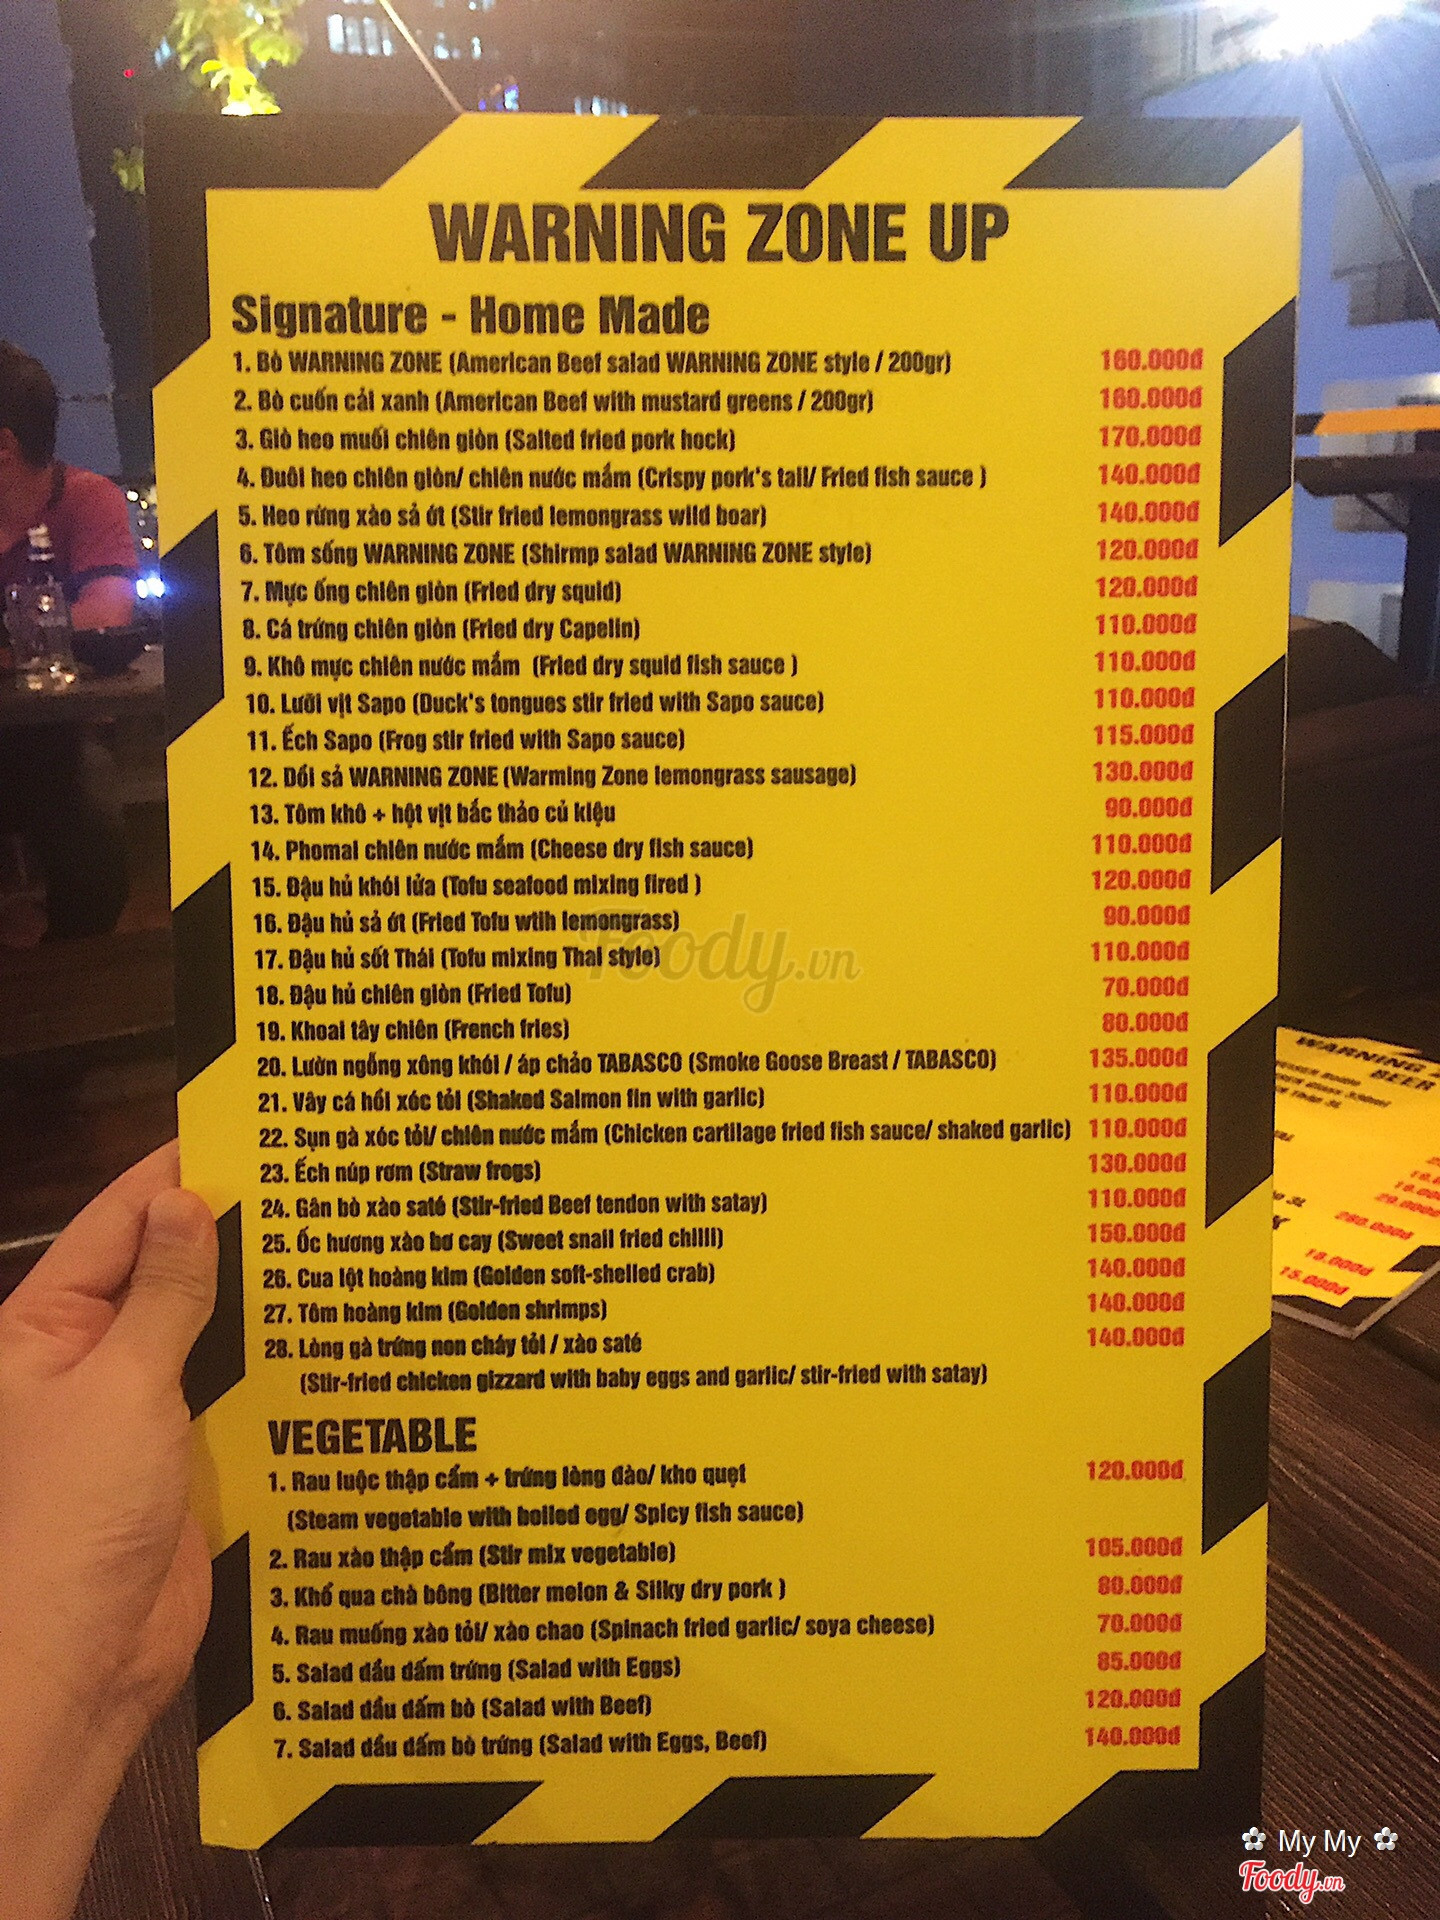 WARNING ZONE UP
Signature - Home Made
1. Bò WARNING ZONE (American Beef salad WARNING ZONE style / 200gr) 160.000đ
2. Bò cuốn cải xanh (American Beef with mustard greens / 200gr) 160.000đ
3. Giò heo muối chiên giòn (Salted fried pork hock) 170.000đ
4. Đuôi heo chiên giòn/ chiên nước mắm (Crispy pork's tail/ Fried fish sauce ) 140.000đ
5. Heo rừng xào sả ớt (Stir fried lemongrass wild boar) 140.000đ
6. Tôm sống WARNING ZONE (Shirmp salad WARNING ZONE style) 120.000đ
7. Mực ống chiên giòn (Fried dry squid) 120.000đ
8. Cá trứng chiên giòn (Fried dry Capelin) 110.000đ
9. Khô mực chiên nước mắm (Fried dry squid fish sauce ) 110.000đ
10. Lưỡi vịt Sapo (Duck's tongues stir fried with Sapo sauce) 110.000đ
11. Ếch Sapo (Frog stir fried with Sapo sauce) 115.000đ
12. Dồi sả WARNING ZONE (Warming Zone lemongrass sausage) 130.000đ
13. Tôm khô + hột vịt bắc thảo củ kiệu 90.000đ
14. Phomai chiên nước mắm (Cheese dry fish sauce) 110.000đ
15. Đậu hủ khói lửa (Tofu seafood mixing fired ) 120.000đ
16. Đậu hủ sả ớt (Fried Tofu wtih lemongrass) 90.000đ
17. Đậu hủ sốt Thái (Tofu mixing Thai style) 110.000đ
18. Đậu hủ chiên giòn (Fried Tofu) 70.000đ
19. Khoai tây chiên (French fries) 80.000đ
20. Lườn ngỗng xông khói / áp chảo TABASCO (Smoke Goose Breast / TABASCO) 135.000đ
21. Vây cá hồi xóc tỏi (Shaked Salmon fin with garlic) 110.000đ
22. Sụn gà xóc tỏi/ chiên nước mắm (Chicken cartilage fried fish sauce/ shaked garlic) 110.000đ
23. Ếch núp rơm (Straw frogs) 130.000đ
24. Gân bò xào saté (Stir-fried Beef tendon with satay) 110.000đ
25. Ốc hương xào bơ cay (Sweet snail fried chilli) 150.000đ
26. Cua lột hoàng kim (Golden soft-shelled crab) 140.000đ
27. Tôm hoàng kim (Golden shrimps) 140.000đ
28. Lòng gà trứng non cháy tỏi / xào saté 140.000đ
(Stir-fried chicken gizzard with baby eggs and garlic/ stir-fried with satay)
VEGETABLE
1. Rau luộc thập cẩm + trứng lòng đào/ kho quẹt 120.000đ
(Steam vegetable with boiled egg/ Spicy fish sauce)
2. Rau xào thập cẩm (Stir mix vegetable) 105.000đ
3. Khổ qua chà bông (Bitter melon & Silky dry pork ) 80.000đ
4. Rau muống xào tỏi/ xào chao (Spinach fried garlic/ soya cheese) 70.000đ
5. Salad dầu dấm trứng (Salad with Eggs) 85.000đ
6. Salad dầu dấm bò (Salad with Beef) 120.000đ
7. Salad dầu dấm bò trứng (Salad with Eggs, Beef) 140.000đ
Foody.vn
WARNING
BEER
3L
260.000đ
18.000đ
15.000đ
✿ My My ✿
Foody.vn